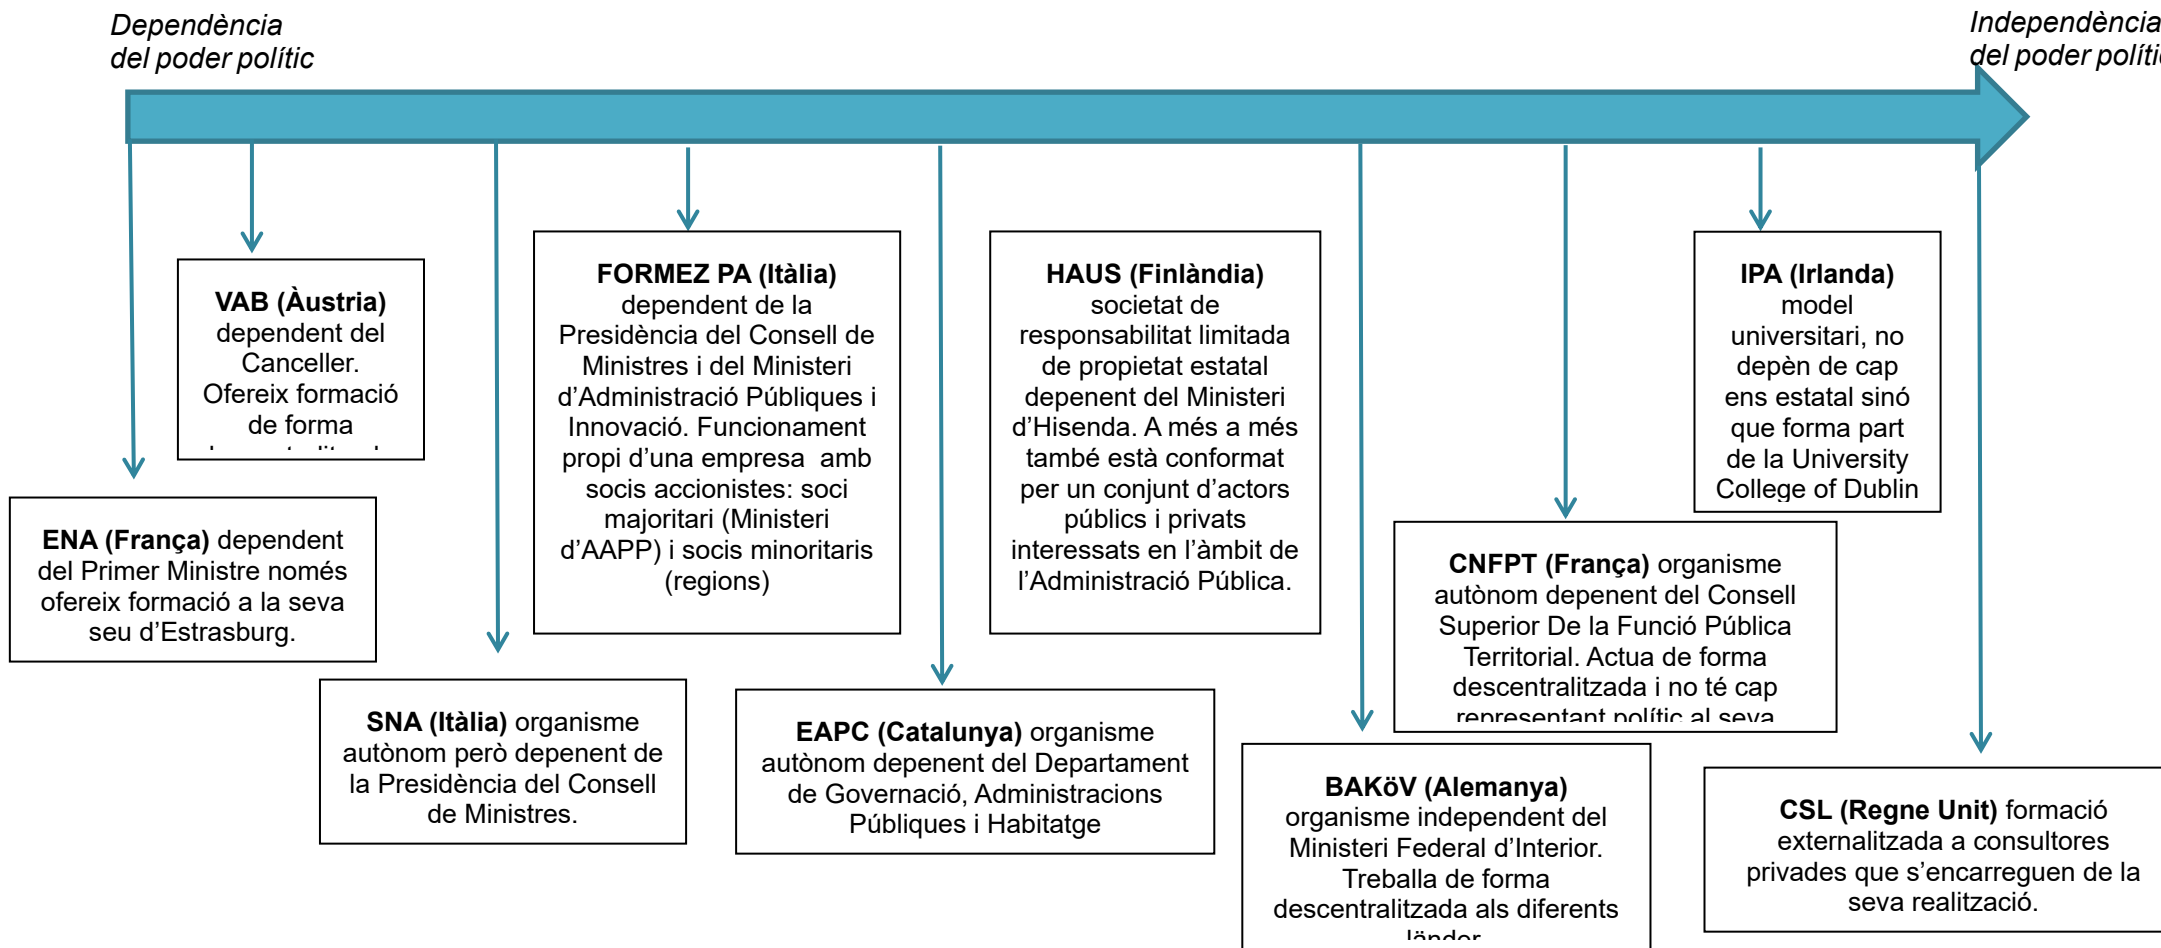 Dependència
del poder polític
Independència
del poder polític
VAB (Àustria)
dependent del
Canceller.
Ofereix formació
de forma
FORMEZ PA (Itàlia)
dependent de la
Presidència del Consell de
Ministres i del Ministeri
d’Administració Públiques i
Innovació. Funcionament
propi d’una empresa amb
socis accionistes: soci
majoritari (Ministeri
d’AAPP) i socis minoritaris
(regions)
HAUS (Finlàndia)
societat de
responsabilitat limitada
de propietat estatal
depenent del Ministeri
d’Hisenda. A més a més
també està conformat
per un conjunt d’actors
públics i privats
interessats en l’àmbit de
l’Administració Pública.
IPA (Irlanda)
model
universitari, no
depèn de cap
ens estatal sinó
que forma part
de la University
College of Dublin
ENA (França) dependent
del Primer Ministre només
ofereix formació a la seva
seu d’Estrasburg.
CNFPT (França) organisme
autònom depenent del Consell
Superior De la Funció Pública
Territorial. Actua de forma
descentralitzada i no té cap
representant polític al seva
SNA (Itàlia) organisme
autònom però depenent de
la Presidència del Consell
de Ministres.
EAPC (Catalunya) organisme
autònom depenent del Departament
de Governació, Administracions
Públiques i Habitatge
BAKöV (Alemanya)
organisme independent del
Ministeri Federal d’Interior.
Treballa de forma
descentralitzada als diferents
länder
CSL (Regne Unit) formació
externalitzada a consultores
privades que s’encarreguen de la
seva realització.